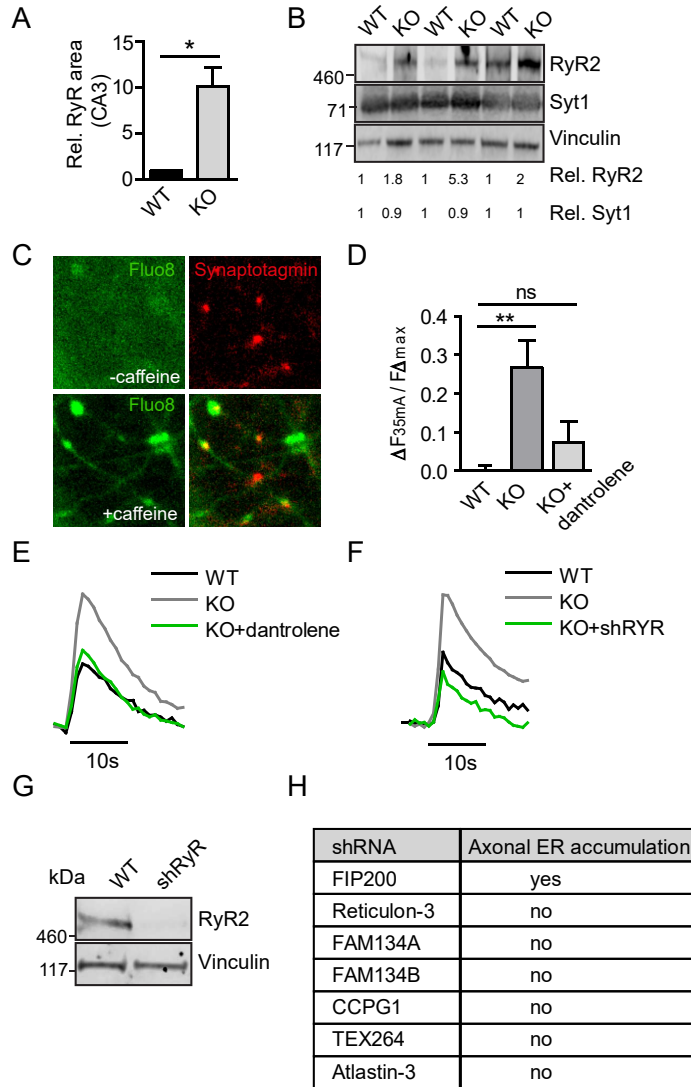 A
Rel. RyR area
(CA3)
15
10
5
0
*
WT
KO
B
WT KO WT KO WT KO
460
RyR2
71
Syt1
117
Vinculin
1 1.8 1 5.3 1 2 Rel. RyR2
1 0.9 1 0.9 1 1 Rel. Syt1
C
Fluo8
Synaptotagmin
-caffeine
Fluo8
+caffeine
D
ΔF35mA / FΔmax
0.4
0.3
0.2
0.1
0.0
ns
**
WT
KO
KO+
dantrolene
E
WT
KO
KO+dantrolene
10s
F
WT
KO
KO+shRYR
10s
G
kDa
WT
shRyR
460
RyR2
117
Vinculin
H
shRNA Axonal ER accumulation
FIP200 yes
Reticulon-3 no
FAM134A no
FAM134B no
CCPG1 no
TEX264 no
Atlastin-3 no